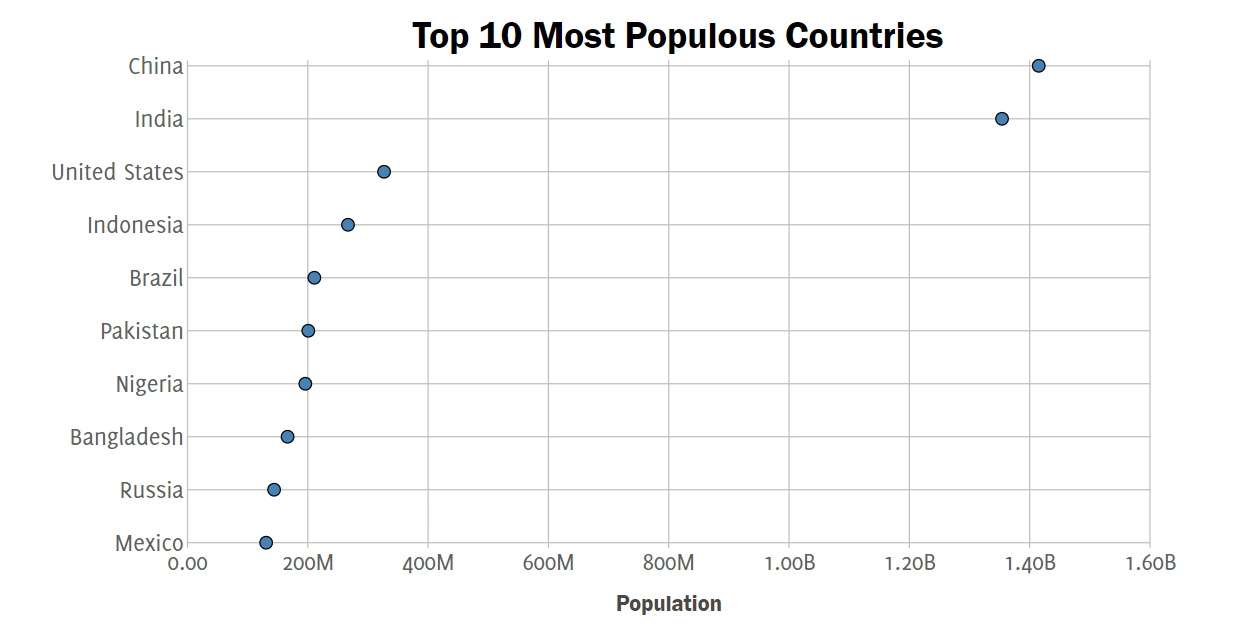 Top 10 Most Populous Countries
China
India
United States
Indonesia
Brazil
Pakistan
Nigeria
Bangladesh
Russia
Mexico
0.00 200M 400M 600M 800M 1.00B 1.20B 1.40B 1.60B
Population